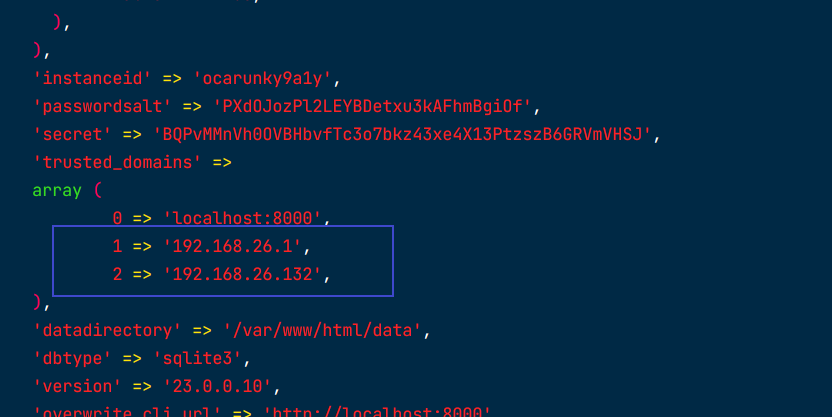 ),
),
'instanceid' => 'ocarunky9a1y',
'passwordsalt' => 'PXdOJozPl2LEYBDetxu3kAFhmBgiOf',
'secret' => 'BQPvMMnVh0OVBHbvfTc3o7bkz43xe4X13PtzszB6GRVmVHSJ',
'trusted_domains' =>
array (
0 => 'localhost:8000',
1 => '192.168.26.1',
2 => '192.168.26.132',
),
'datadirectory' => '/var/www/html/data',
'dbtype' => 'sqlite3',
'version' => '23.0.0.10',
'overwrite.cli.url' => 'http://localhost:8000'